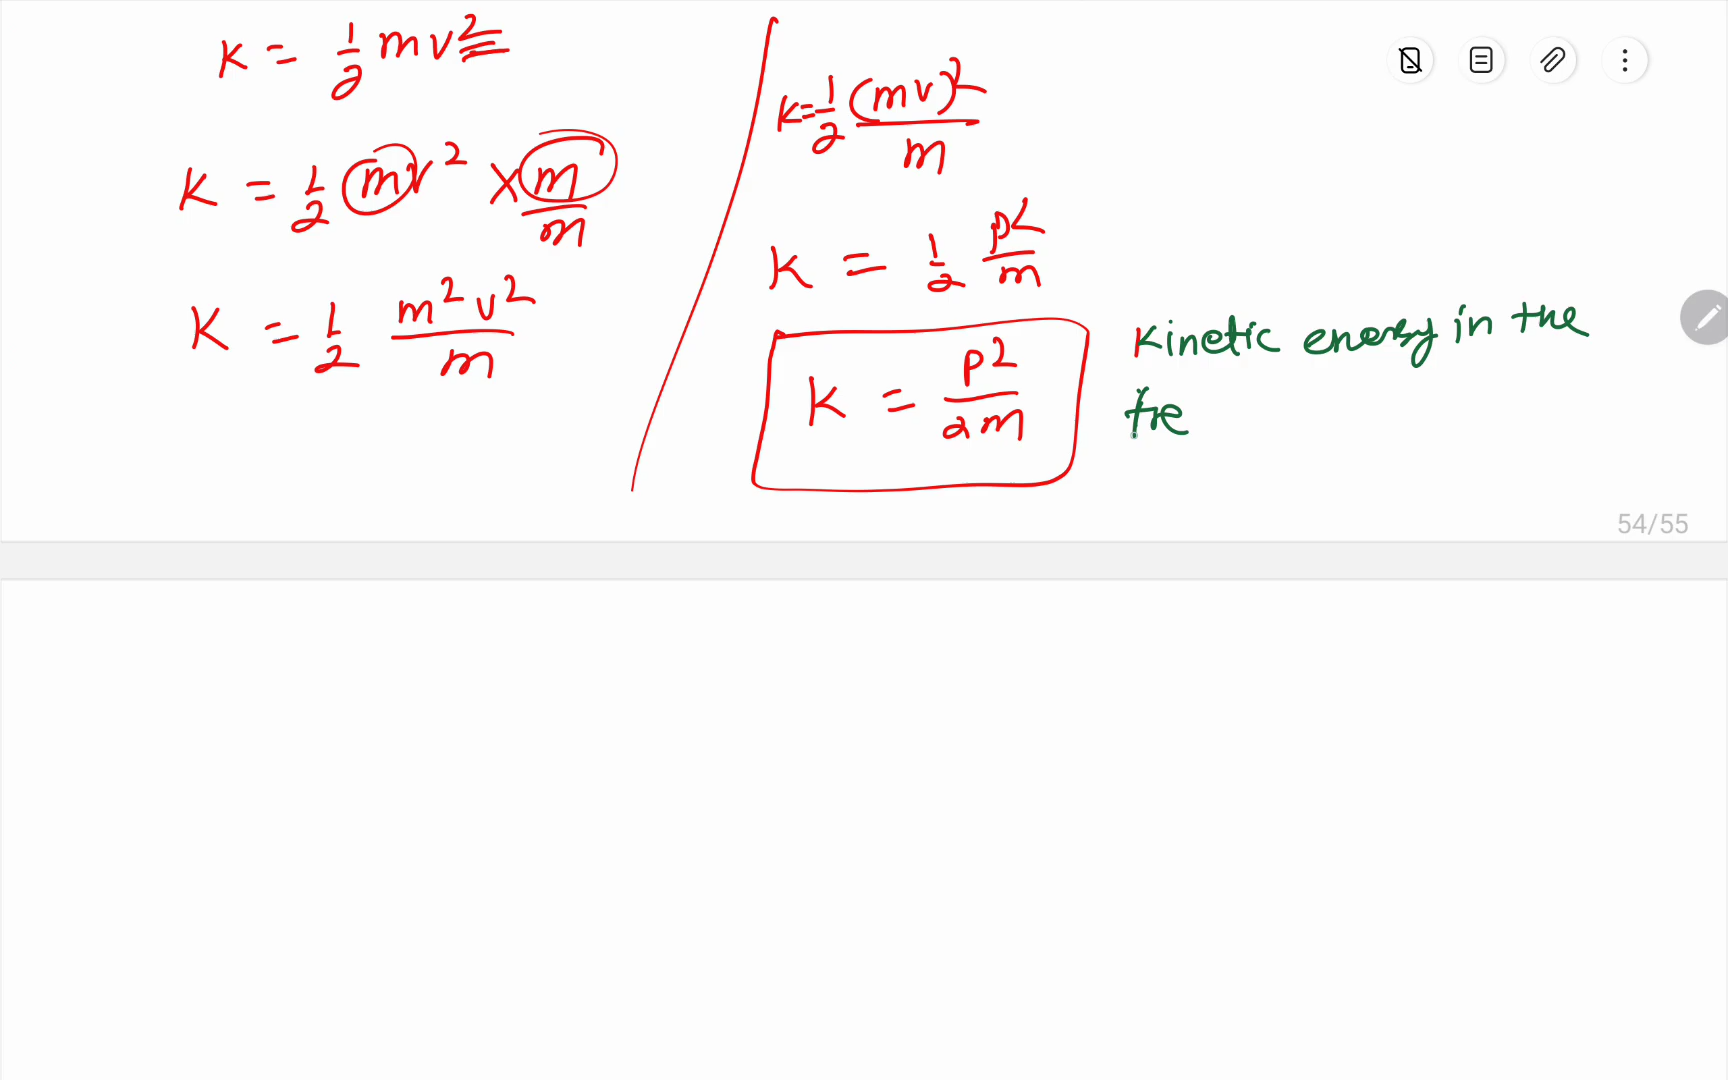 K = 1/2 mv²
K = 1/2 mv² × m/m
K = 1/2 m²v²/m
K = 1/2 (mv)²/m
K = 1/2 p²/m
K = p²/2m
Kinetic energy in the
tre
54/55